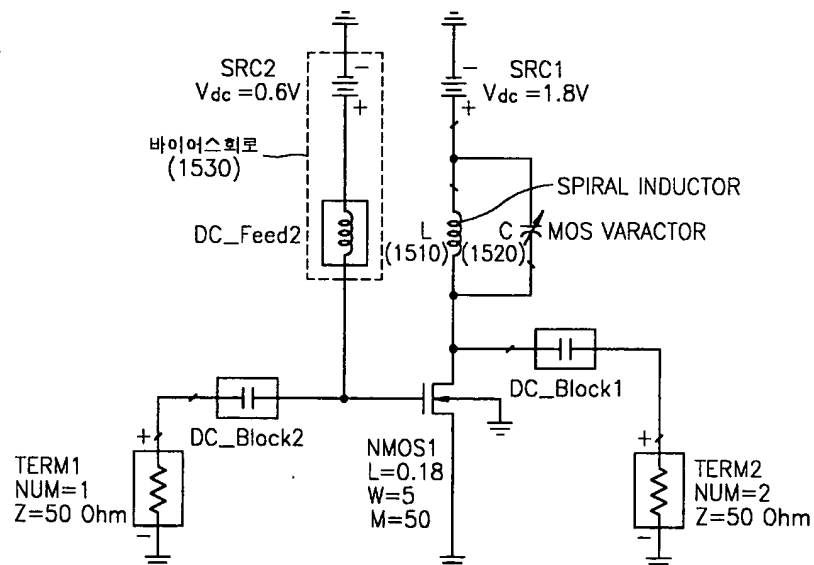 SRC2
Vdc =0.6V
SRC1
Vdc =1.8V
바이어스회로
(1530)
SPIRAL INDUCTOR
DC_Feed2
L
(1510)
C
(1520)
MOS VARACTOR
DC_Block1
DC_Block2
NMOS1
L=0.18
W=5
M=50
TERM1
NUM=1
Z=50 Ohm
TERM2
NUM=2
Z=50 Ohm